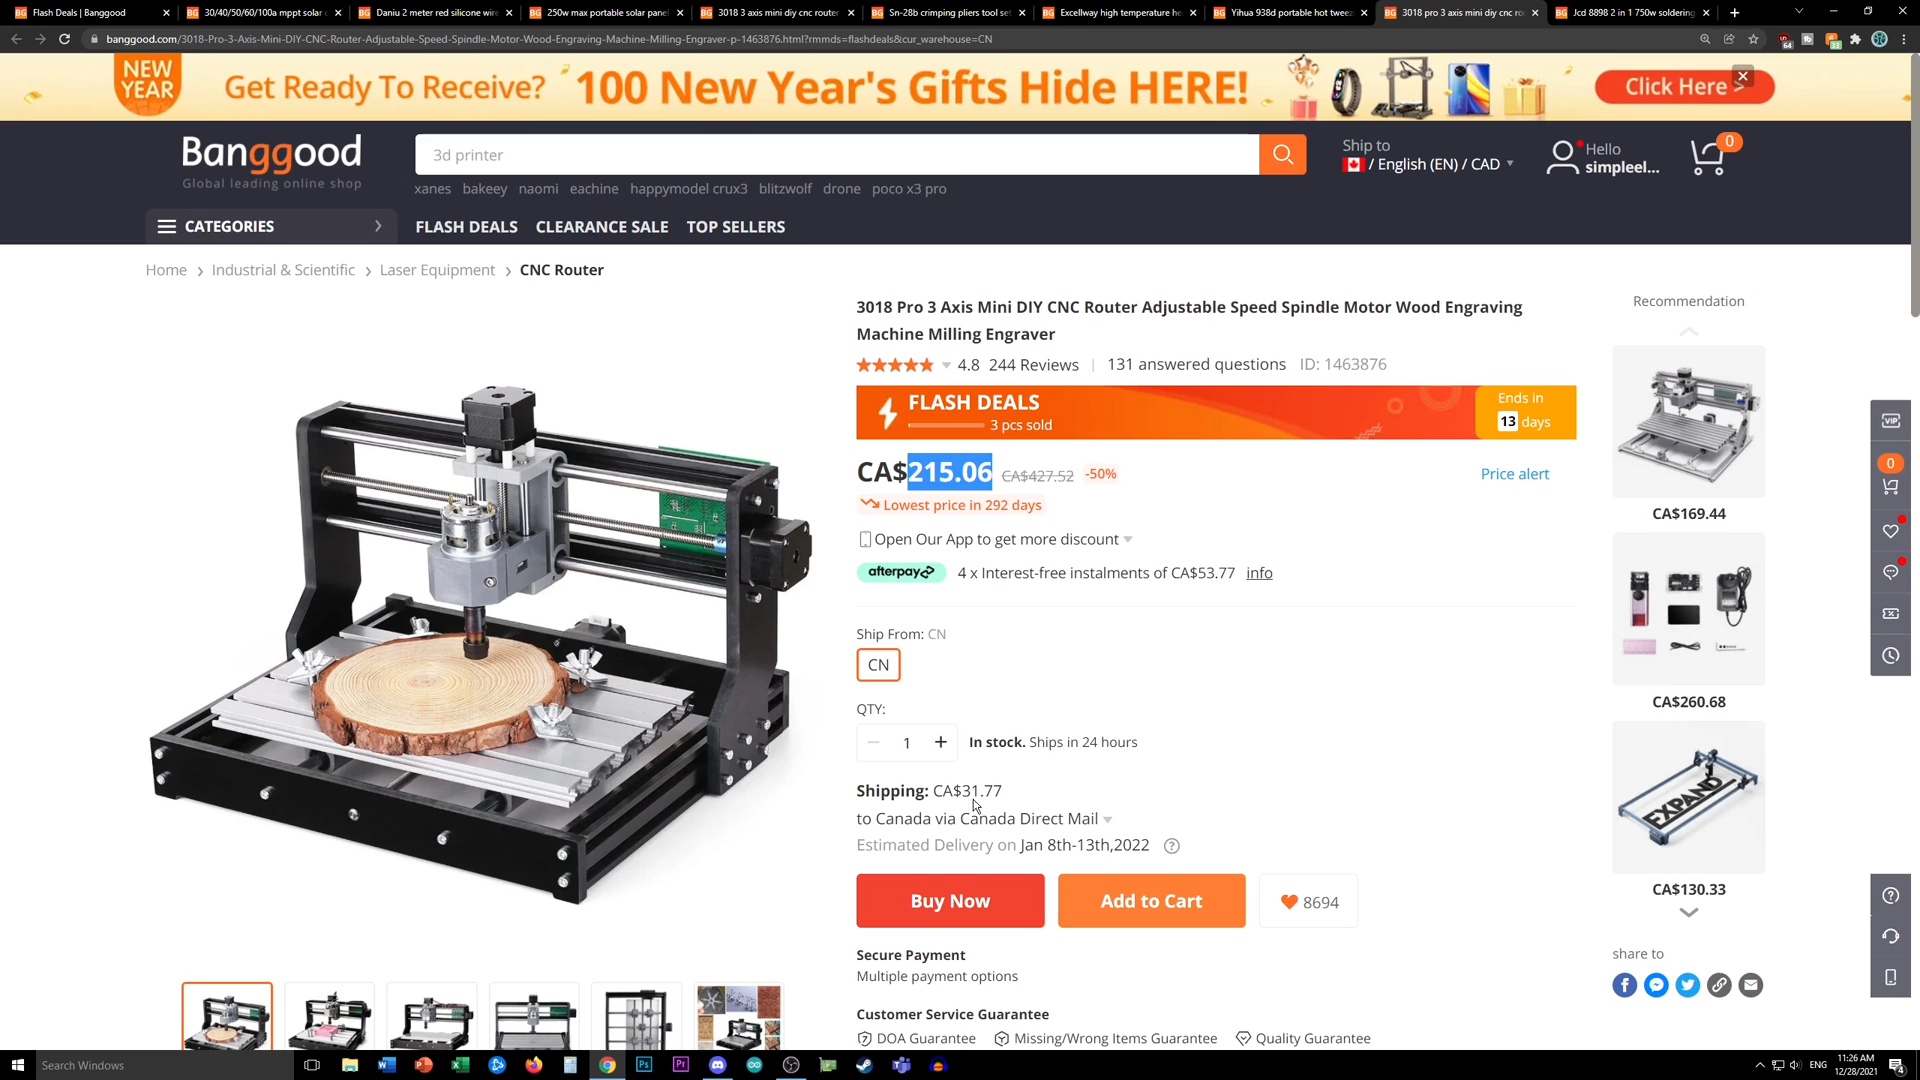 Flash Deals | Banggood
30/40/50/60/100a mppt solar
Daniu 2 meter red silicone wire
250w max portable solar pane
3018 3 axis mini diy cnc router
Sn-28b crimping pliers tool set
Excellway high temperature he
Yihua 938d portable hot tweez
3018 pro 3 axis mini diy cnc ro
Jcd 8898 2 in 1 750w soldering
banggood.com/3018-Pro-3-Axis-Mini-DIY-CNC-Router-Adjustable-Speed-Spindle-Motor-Wood-Engraving-Machine-Milling-Engraver-p-1463876.html?rmmds=flashdeals&cur_warehouse=CN
64
33
NEW YEAR
Get Ready To Receive?
100 New Year's Gifts Hide HERE!
Click Here >
Banggood
Global leading online shop
3d printer
Ship to
/ English (EN) / CAD
Hello
simpleel...
0
xanes bakeey naomi eachine happymodel crux3 blitzwolf drone poco x3 pro
CATEGORIES
FLASH DEALS CLEARANCE SALE TOP SELLERS
Home > Industrial & Scientific > Laser Equipment > CNC Router
3018 Pro 3 Axis Mini DIY CNC Router Adjustable Speed Spindle Motor Wood Engraving
Machine Milling Engraver
4.8 244 Reviews | 131 answered questions ID: 1463876
FLASH DEALS
3 pcs sold
Ends in
13 days
CA$215.06 CA$427.52 -50%
Price alert
Lowest price in 292 days
Open Our App to get more discount
afterpay 4 x Interest-free instalments of CA$53.77 info
Ship From: CN
CN
QTY:
− 1 + In stock. Ships in 24 hours
Shipping: CA$31.77
to Canada via Canada Direct Mail
Estimated Delivery on Jan 8th-13th,2022
Buy Now
Add to Cart
8694
Secure Payment
Multiple payment options
Customer Service Guarantee
DOA Guarantee Missing/Wrong Items Guarantee Quality Guarantee
Recommendation
CA$169.44
CA$260.68
EXPAND
CA$130.33
share to
VIP
0
Search Windows
ENG
11:26 AM
12/28/2021
4